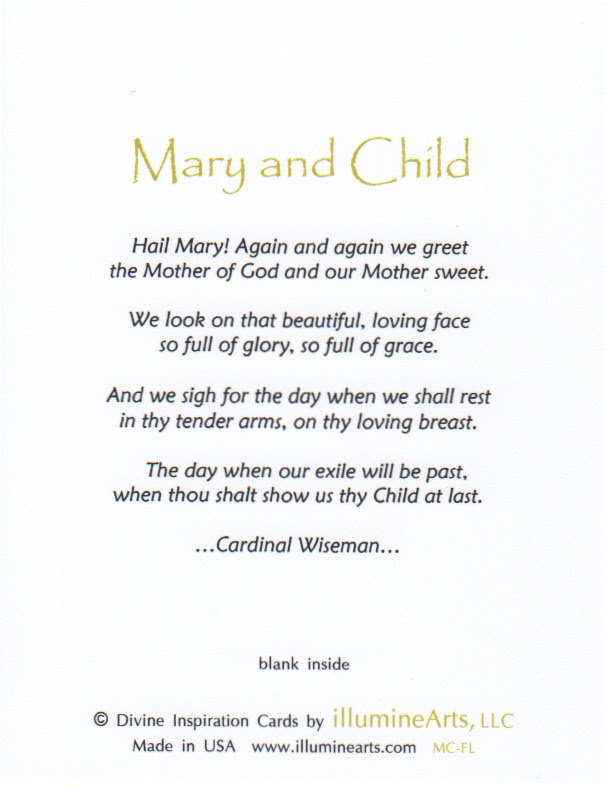 Mary and Child
Hail Mary! Again and again we greet
the Mother of God and our Mother sweet.
We look on that beautiful, loving face
so full of glory, so full of grace.
And we sigh for the day when we shall rest
in thy tender arms, on thy loving breast.
The day when our exile will be past,
when thou shalt show us thy Child at last.
...Cardinal Wiseman...
blank inside
© Divine Inspiration Cards by illumineArts, LLC
Made in USA www.illuminearts.com MC-FL